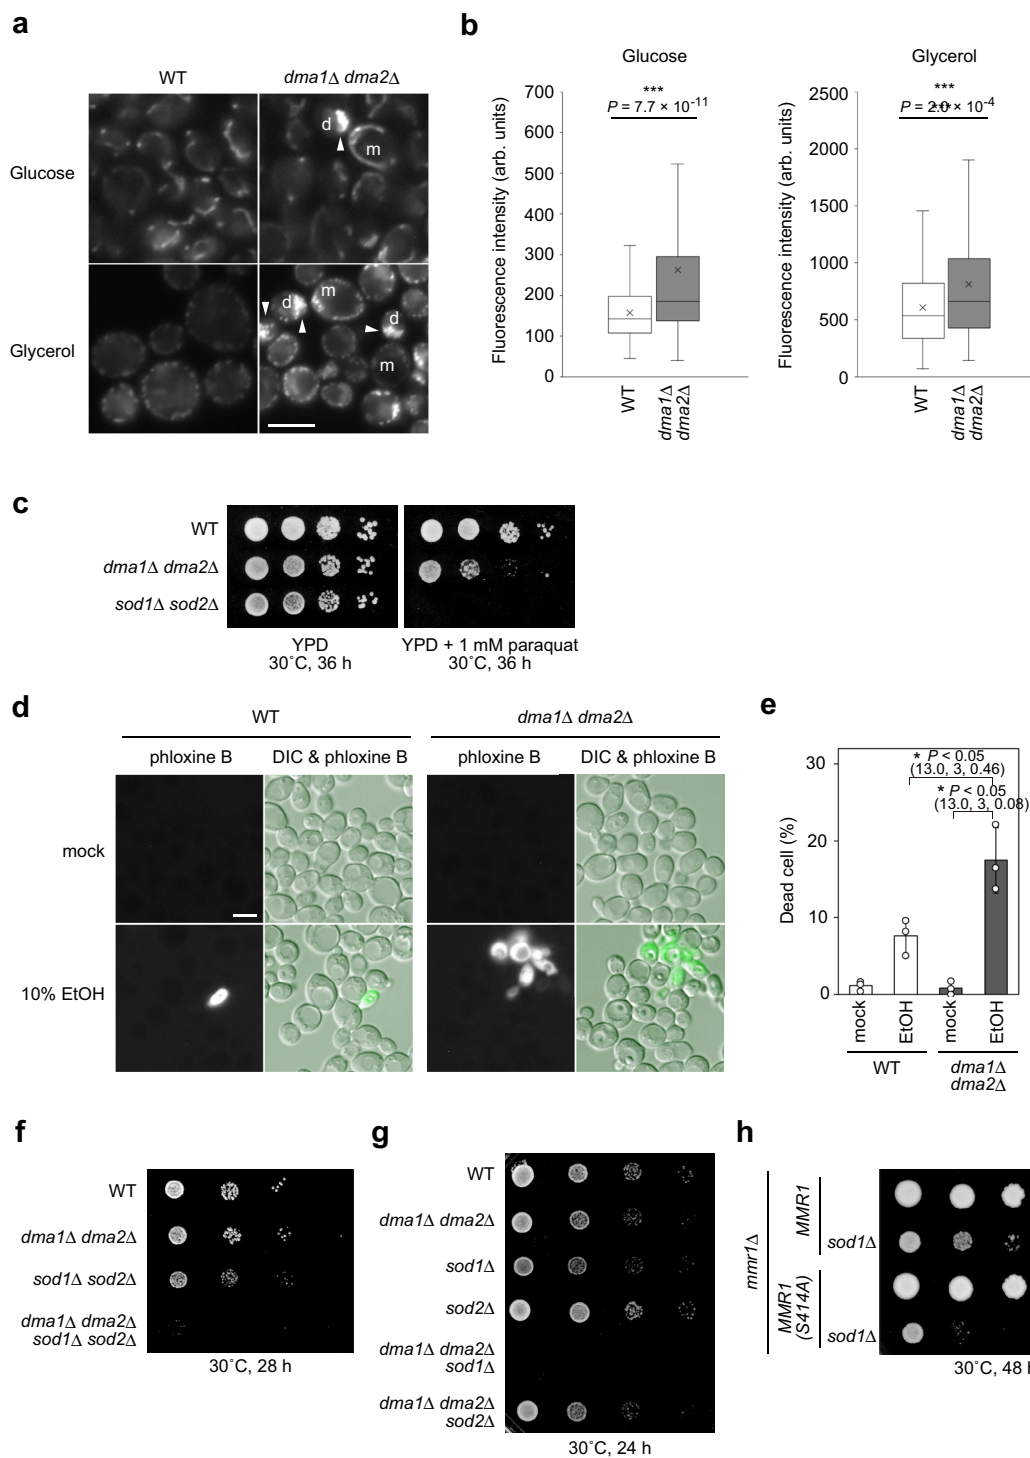 a
WT
dma1Δ dma2Δ
Glucose
d
m
Glycerol
d
m
d
m
b
Glucose
***
P = 7.7 × 10-11
Fluorescence intensity (arb. units)
700
600
500
400
300
200
100
0
WT
dma1Δ
dma2Δ
Glycerol
***
P = 2.0 × 10-4
Fluorescence intensity (arb. units)
2500
2000
1500
1000
500
0
WT
dma1Δ
dma2Δ
c
WT
dma1Δ dma2Δ
sod1Δ sod2Δ
YPD
30˚C, 36 h
YPD + 1 mM paraquat
30˚C, 36 h
d
WT
dma1Δ dma2Δ
phloxine B
DIC & phloxine B
phloxine B
DIC & phloxine B
mock
10% EtOH
e
* P < 0.05
(13.0, 3, 0.46)
* P < 0.05
(13.0, 3, 0.08)
Dead cell (%)
30
20
10
0
mock
EtOH
mock
EtOH
WT
dma1Δ
dma2Δ
f
WT
dma1Δ dma2Δ
sod1Δ sod2Δ
dma1Δ dma2Δ
sod1Δ sod2Δ
30˚C, 28 h
g
WT
dma1Δ dma2Δ
sod1Δ
sod2Δ
dma1Δ dma2Δ
sod1Δ
dma1Δ dma2Δ
sod2Δ
30˚C, 24 h
h
mmr1Δ
MMR1
sod1Δ
MMR1
(S414A)
sod1Δ
30˚C, 48 h